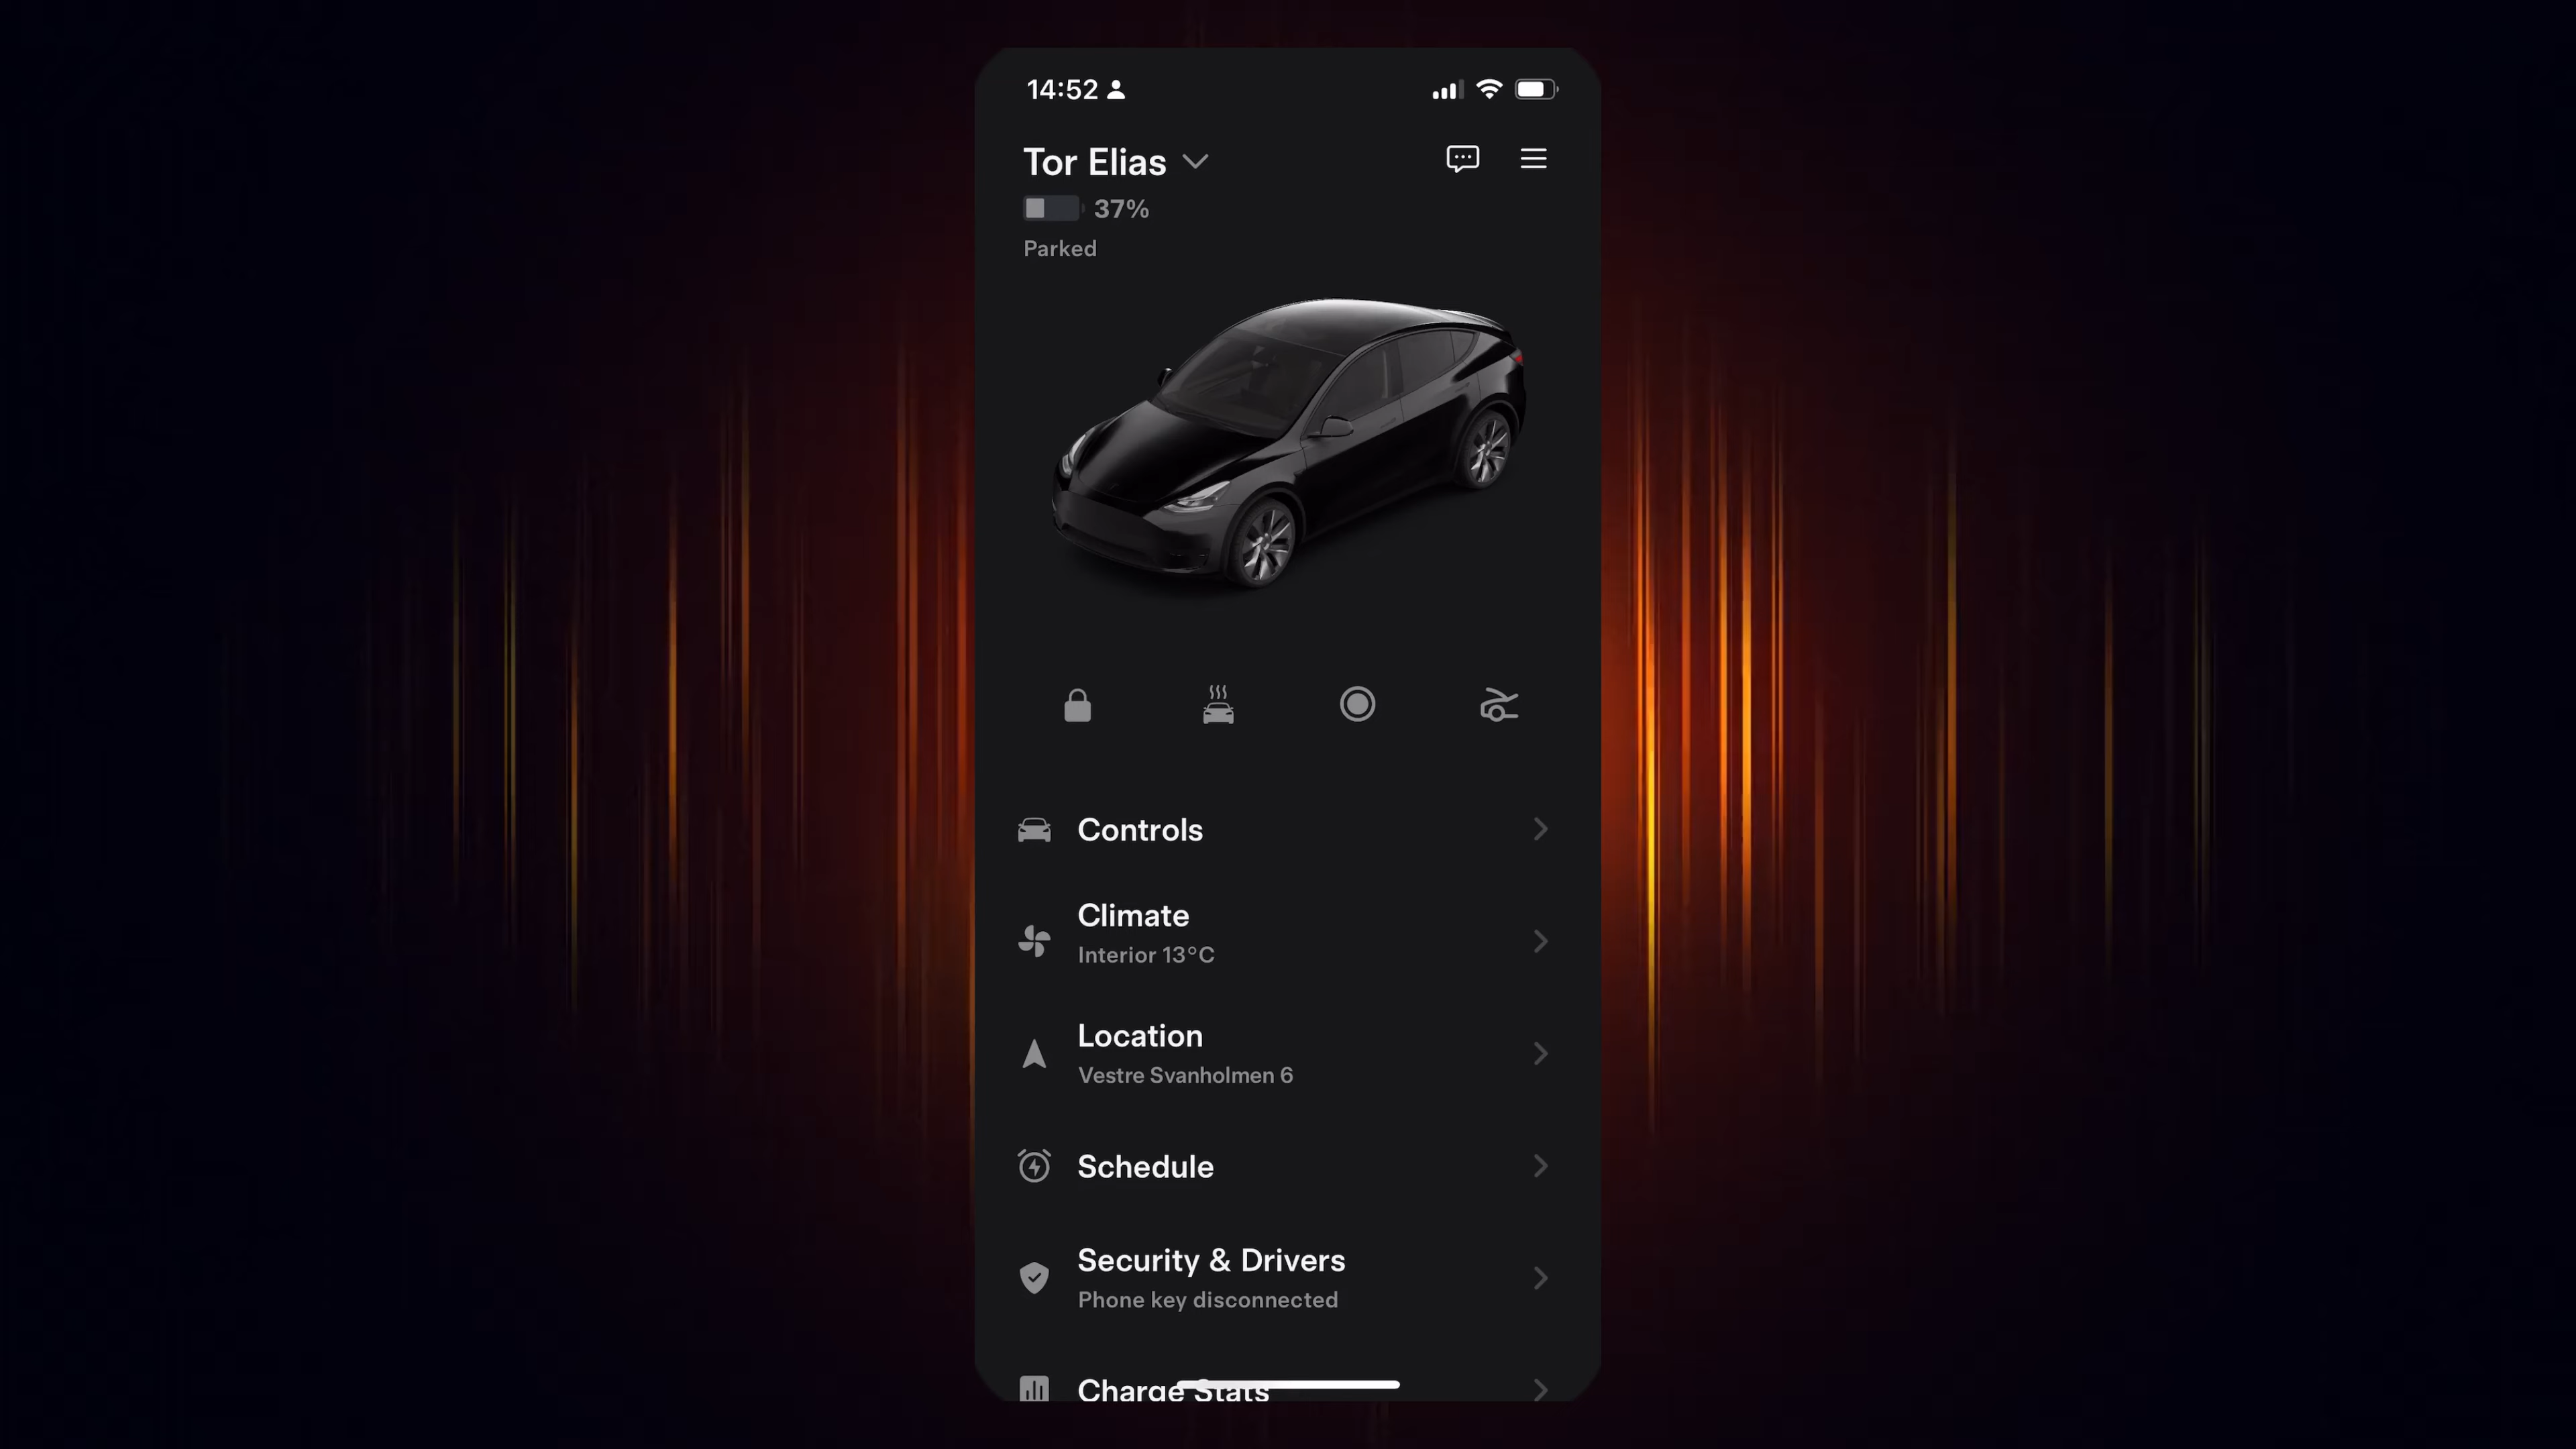 14:52
Tor Elias
37%
Parked
Controls
Climate
Interior 13°C
Location
Vestre Svanholmen 6
Schedule
Security & Drivers
Phone key disconnected
Charge Stats